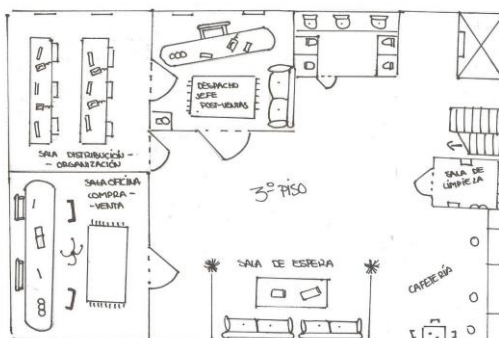 DESPACHO
JEFE
POST-VENTAS
SALA DISTRIBUCIÓN -
- ORGANIZACIÓN
SALA OFICINA
COMPRA -
- VENTA
3º PISO
SALA DE
LIMPIEZA
SALA DE ESPERA
CAFETERÍA